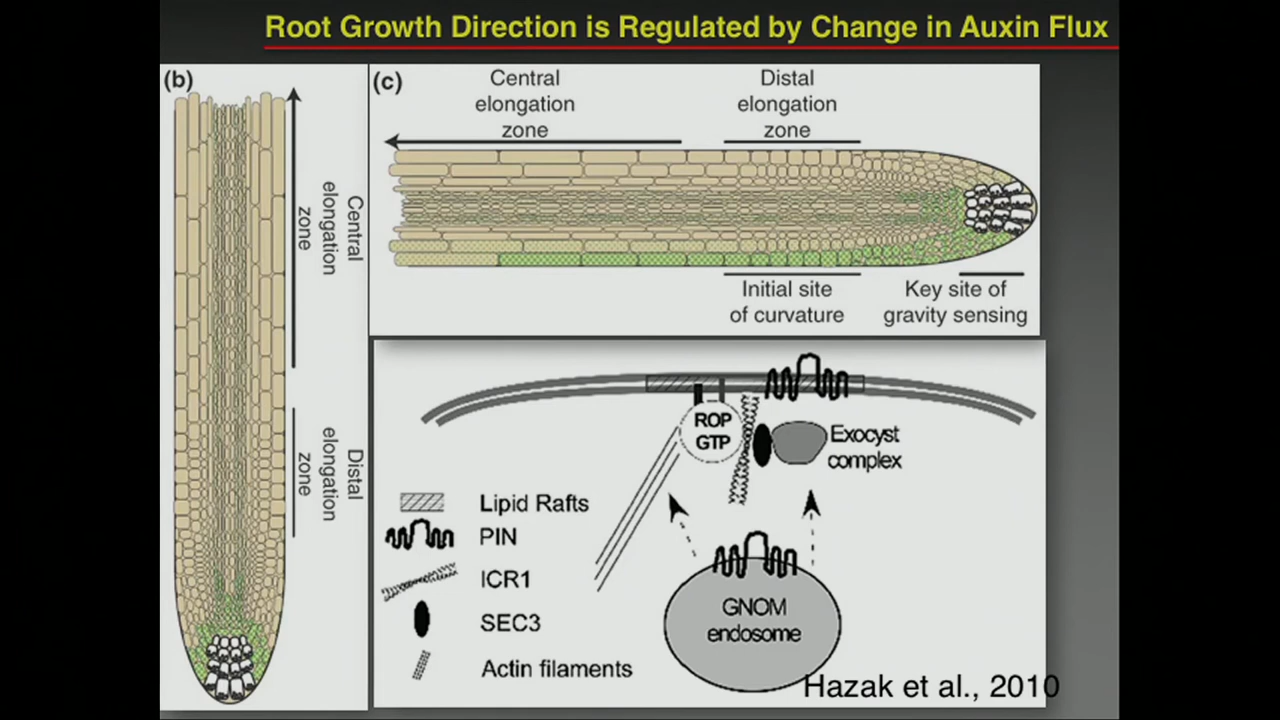 Root Growth Direction is Regulated by Change in Auxin Flux
(b)
Central
elongation
zone
Distal
elongation
zone
(c)
Central
elongation
zone
Distal
elongation
zone
Initial site
of curvature
Key site of
gravity sensing
ROP
GTP
Exocyst
complex
Lipid Rafts
PIN
ICR1
SEC3
Actin filaments
GNOM
endosome
Hazak et al., 2010